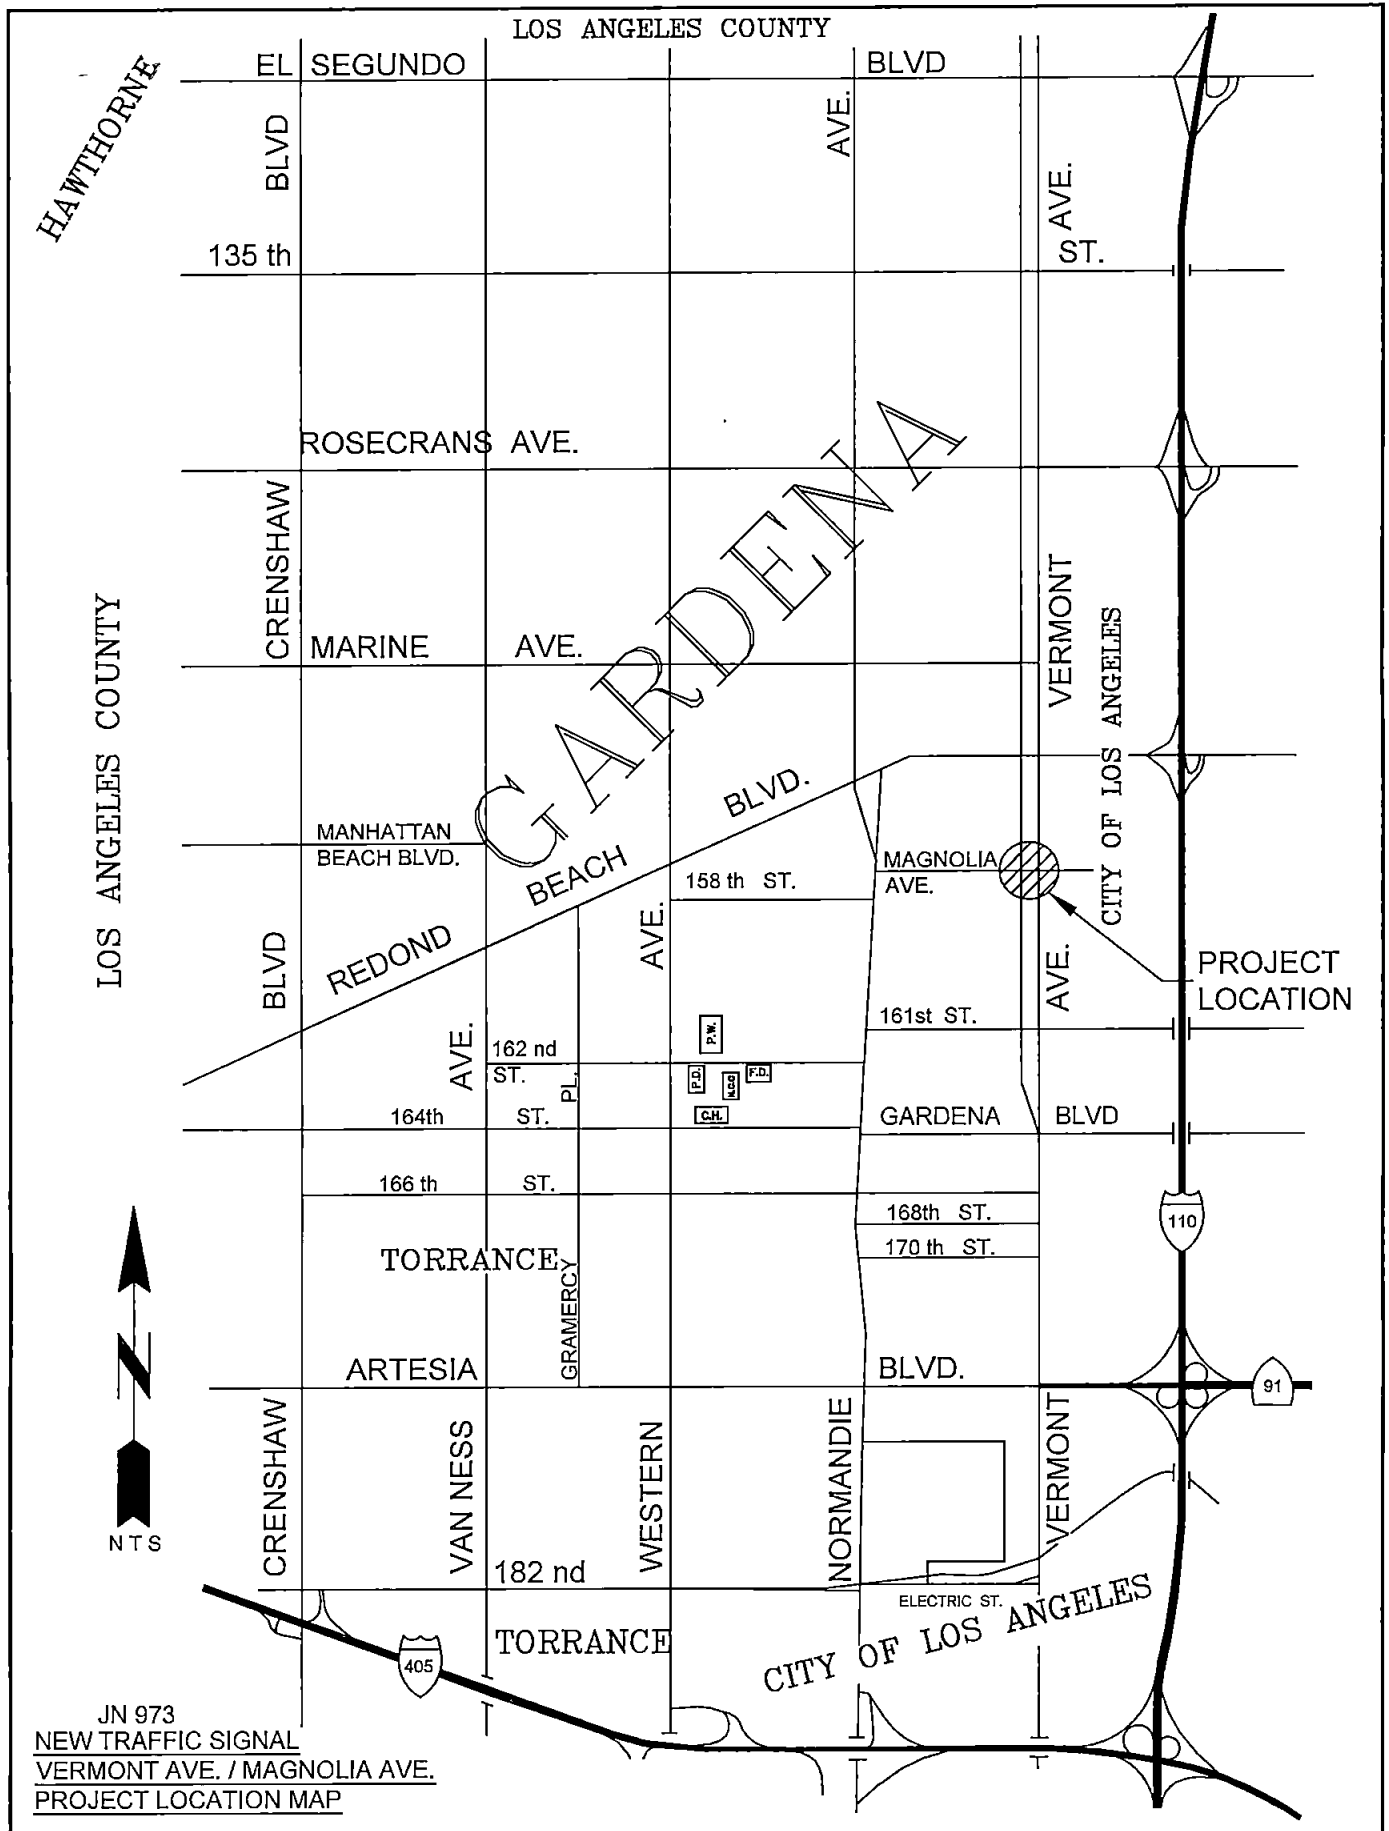 LOS ANGELES COUNTY
EL SEGUNDO BLVD
HAWTHORNE
BLVD
AVE.
AVE.
135 th ST.
ROSECRANS AVE.
CRENSHAW
GARDENA
VERMONT
LOS ANGELES COUNTY
CITY OF LOS ANGELES
MARINE AVE.
REDOND BEACH BLVD.
MANHATTAN
BEACH BLVD.
MAGNOLIA
AVE.
158 th ST.
AVE.
BLVD
AVE.
PROJECT
LOCATION
161st ST.
AVE.
162 nd
ST.
PL.
P.W.
P.D.
N.C.C
F.D.
C.H.
164th ST.
GARDENA BLVD
166 th ST.
168th ST.
110
170 th ST.
TORRANCE
GRAMERCY
ARTESIA BLVD.
91
CRENSHAW
VAN NESS
WESTERN
NORMANDIE
VERMONT
NTS
182 nd
ELECTRIC ST.
TORRANCE
CITY OF LOS ANGELES
405
JN 973
NEW TRAFFIC SIGNAL
VERMONT AVE. / MAGNOLIA AVE.
PROJECT LOCATION MAP